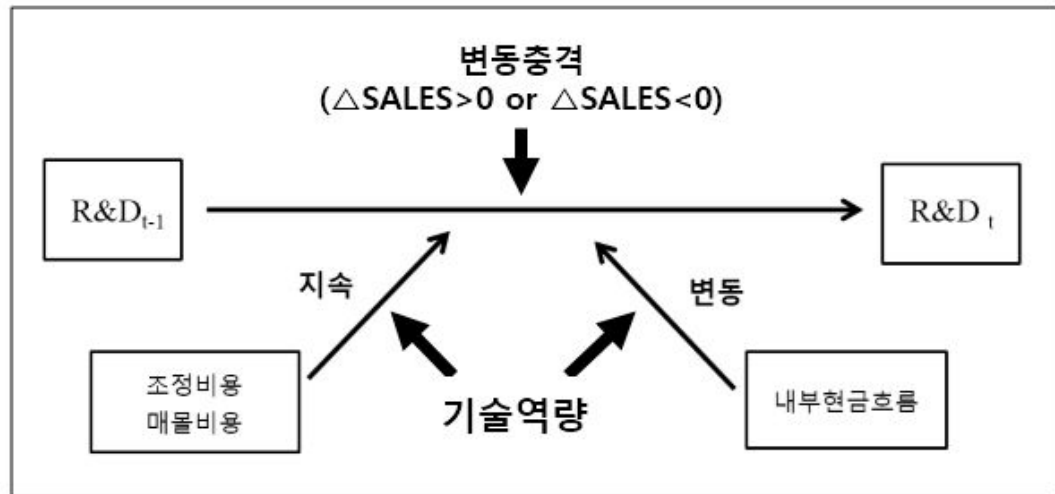 변동충격
(△SALES>0 or △SALES<0)
R&D t-1
R&D t
지속
변동
조정비용
매몰비용
기술역량
내부현금흐름